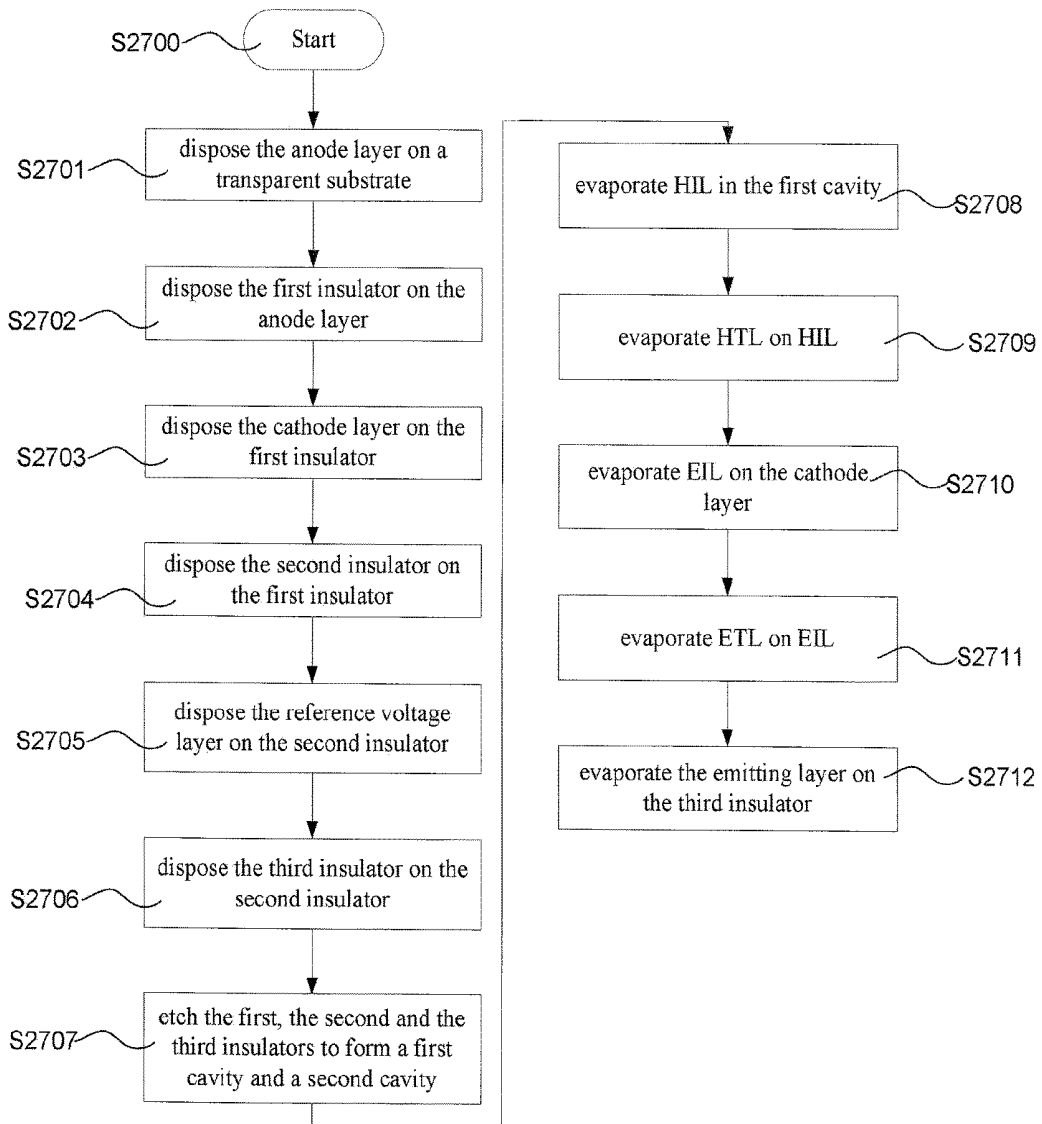 S2700
Start
S2701
dispose the anode layer on a
transparent substrate
S2702
dispose the first insulator on the
anode layer
S2703
dispose the cathode layer on the
first insulator
S2704
dispose the second insulator on
the first insulator
S2705
dispose the reference voltage
layer on the second insulator
S2706
dispose the third insulator on the
second insulator
S2707
etch the first, the second and the
third insulators to form a first
cavity and a second cavity
evaporate HIL in the first cavity
S2708
evaporate HTL on HIL
S2709
evaporate EIL on the cathode
layer
S2710
evaporate ETL on EIL
S2711
evaporate the emitting layer on
the third insulator
S2712